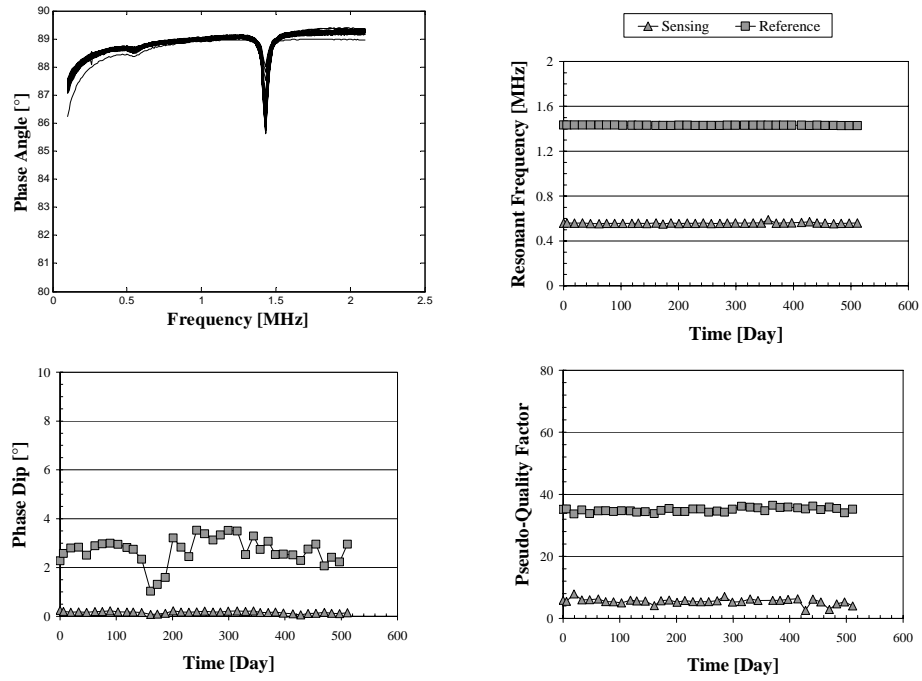 90
89
88
87
86
85
84
83
82
81
80
Phase Angle [°]
0 0.5 1 1.5 2 2.5
Frequency [MHz]
Sensing Reference
2
1.6
1.2
0.8
0.4
0
Resonant Frequency [MHz]
0 100 200 300 400 500 600
Time [Day]
10
8
6
4
2
0
Phase Dip [°]
0 100 200 300 400 500 600
Time [Day]
80
60
40
20
0
Pseudo-Quality Factor
0 100 200 300 400 500 600
Time [Day]